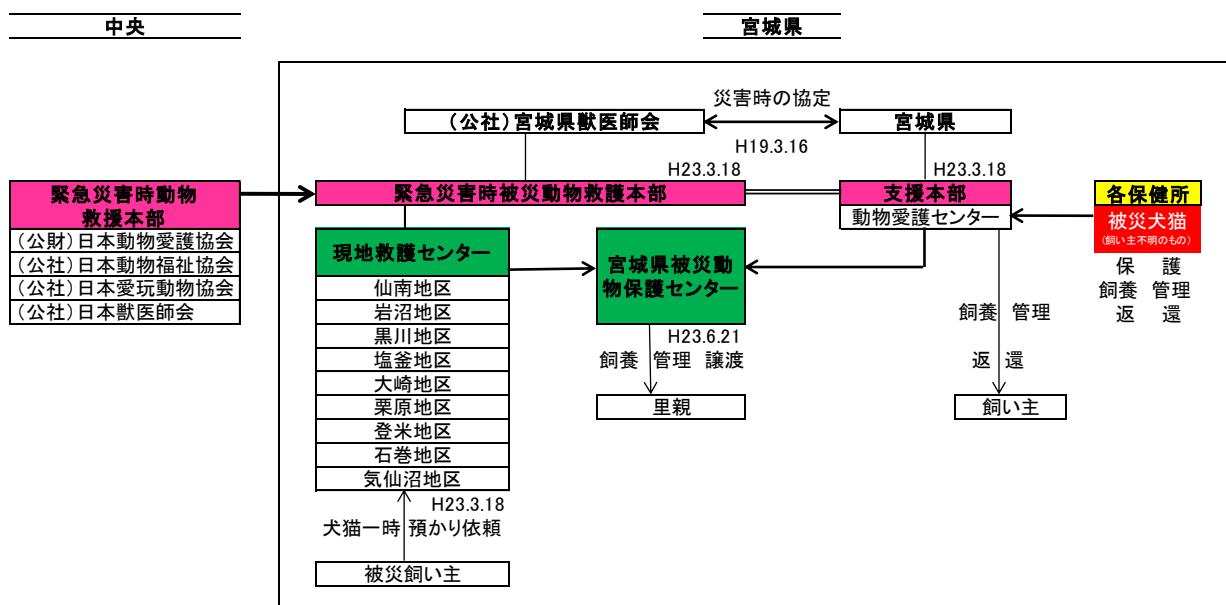 中央
宮城県
災害時の協定
（公社）宮城県獣医師会
宮城県
H19.3.16
H23.3.18
H23.3.18
緊急災害時動物
救援本部
（公財）日本動物愛護協会
（公社）日本動物福祉協会
（公社）日本愛玩動物協会
（公社）日本獣医師会
緊急災害時被災動物救護本部
支援本部
動物愛護センター
各保健所
被災犬猫
（飼い主不明のもの）
保　護
飼養　管理
返　還
現地救護センター
仙南地区
岩沼地区
黒川地区
塩釜地区
大崎地区
栗原地区
登米地区
石巻地区
気仙沼地区
宮城県被災動
物保護センター
H23.6.21
飼養　管理　譲渡
里親
飼養　管理
返　還
飼い主
H23.3.18
犬猫一時　預かり依頼
被災飼い主